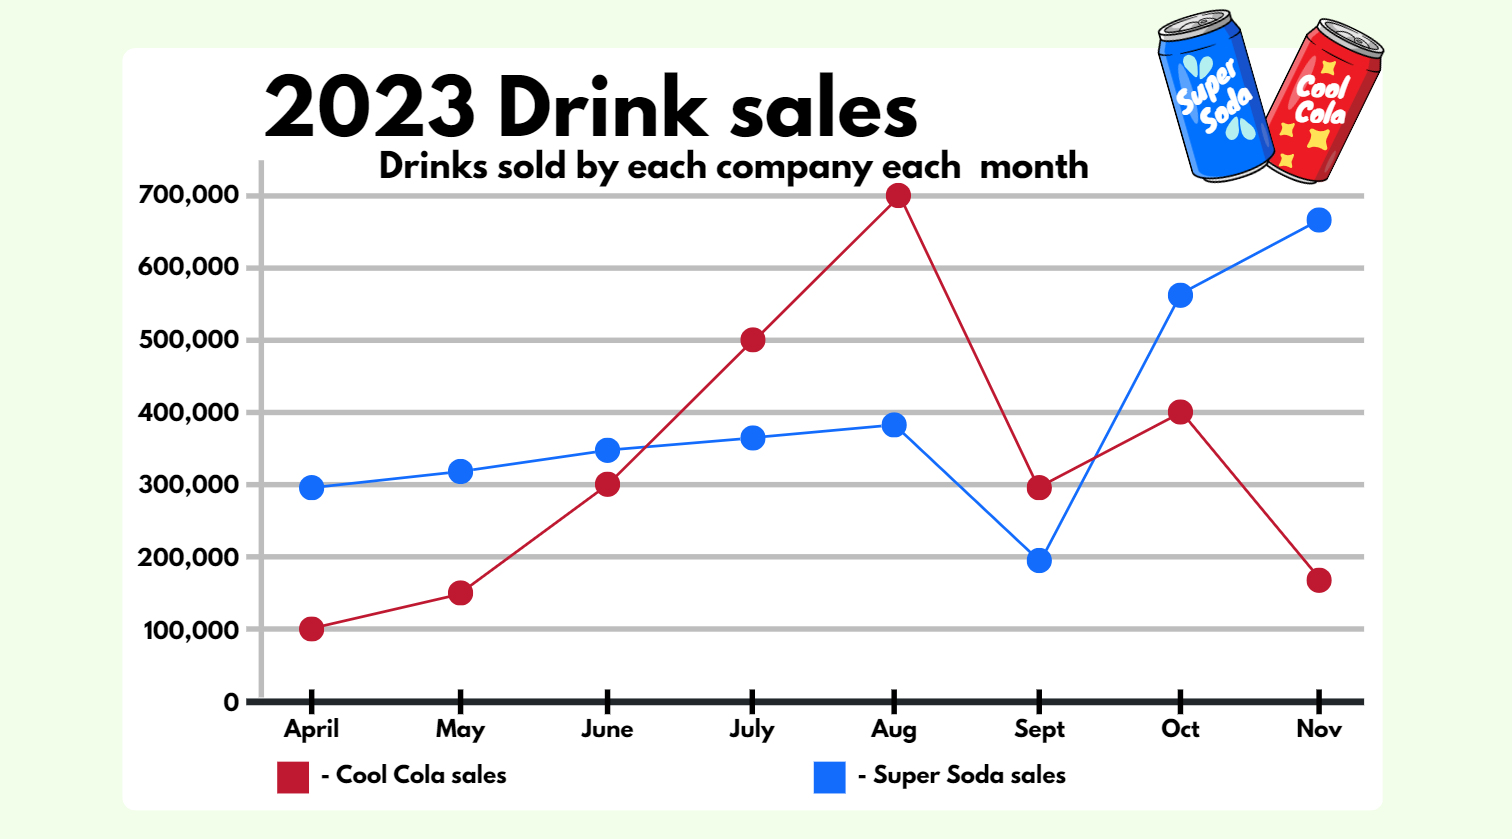 2023 Drink sales
Drinks sold by each company each month
Super
Soda
Cool
Cola
700,000
600,000
500,000
400,000
300,000
200,000
100,000
0
April May June July Aug Sept Oct Nov
- Cool Cola sales - Super Soda sales